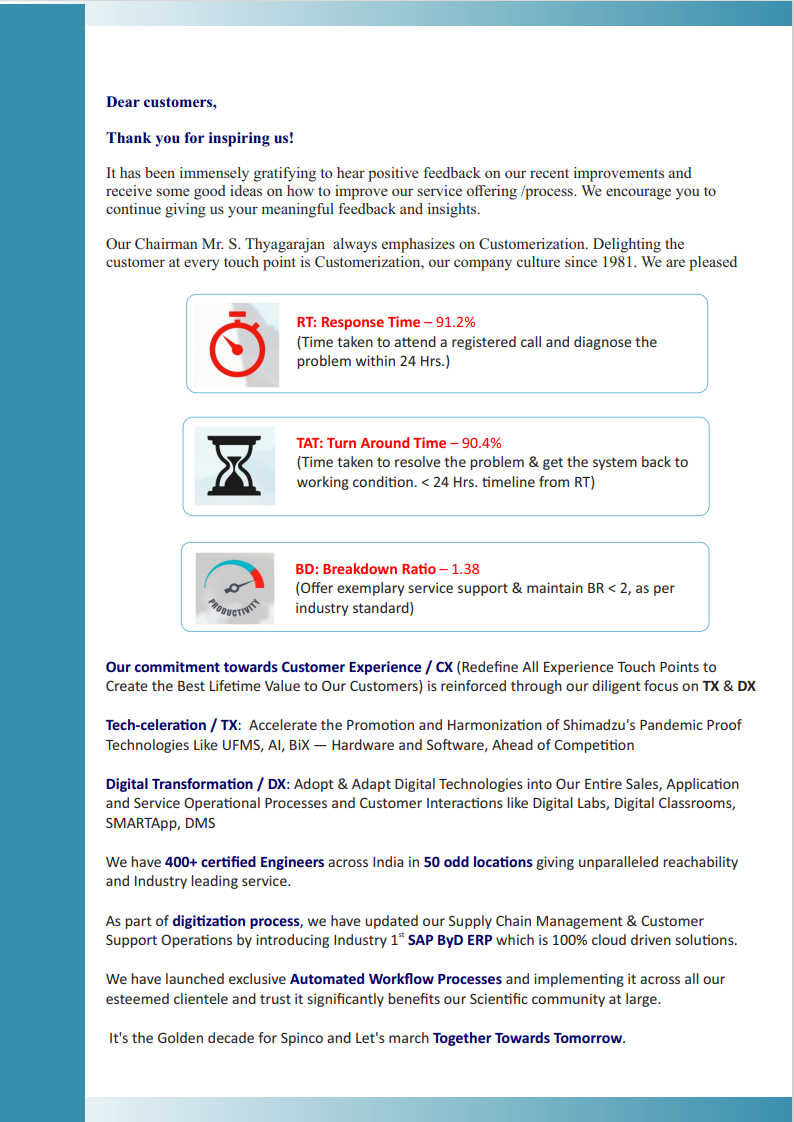 Dear customers,
Thank you for inspiring us!
It has been immensely gratifying to hear positive feedback on our recent improvements and
receive some good ideas on how to improve our service offering /process. We encourage you to
continue giving us your meaningful feedback and insights.
Our Chairman Mr. S. Thyagarajan  always emphasizes on Customerization. Delighting the
customer at every touch point is Customerization, our company culture since 1981. We are pleased
RT: Response Time – 91.2%
(Time taken to attend a registered call and diagnose the
problem within 24 Hrs.)
TAT: Turn Around Time – 90.4%
(Time taken to resolve the problem & get the system back to
working condition. < 24 Hrs. timeline from RT)
PRODUCTIVITY
BD: Breakdown Ratio – 1.38
(Offer exemplary service support & maintain BR < 2, as per
industry standard)
Our commitment towards Customer Experience / CX (Redefine All Experience Touch Points to
Create the Best Lifetime Value to Our Customers) is reinforced through our diligent focus on TX & DX
Tech-celeration / TX:  Accelerate the Promotion and Harmonization of Shimadzu's Pandemic Proof
Technologies Like UFMS, AI, BiX — Hardware and Software, Ahead of Competition
Digital Transformation / DX: Adopt & Adapt Digital Technologies into Our Entire Sales, Application
and Service Operational Processes and Customer Interactions like Digital Labs, Digital Classrooms,
SMARTApp, DMS
We have 400+ certified Engineers across India in 50 odd locations giving unparalleled reachability
and Industry leading service.
As part of digitization process, we have updated our Supply Chain Management & Customer
Support Operations by introducing Industry 1st SAP ByD ERP which is 100% cloud driven solutions.
We have launched exclusive Automated Workflow Processes and implementing it across all our
esteemed clientele and trust it significantly benefits our Scientific community at large.
It's the Golden decade for Spinco and Let's march Together Towards Tomorrow.